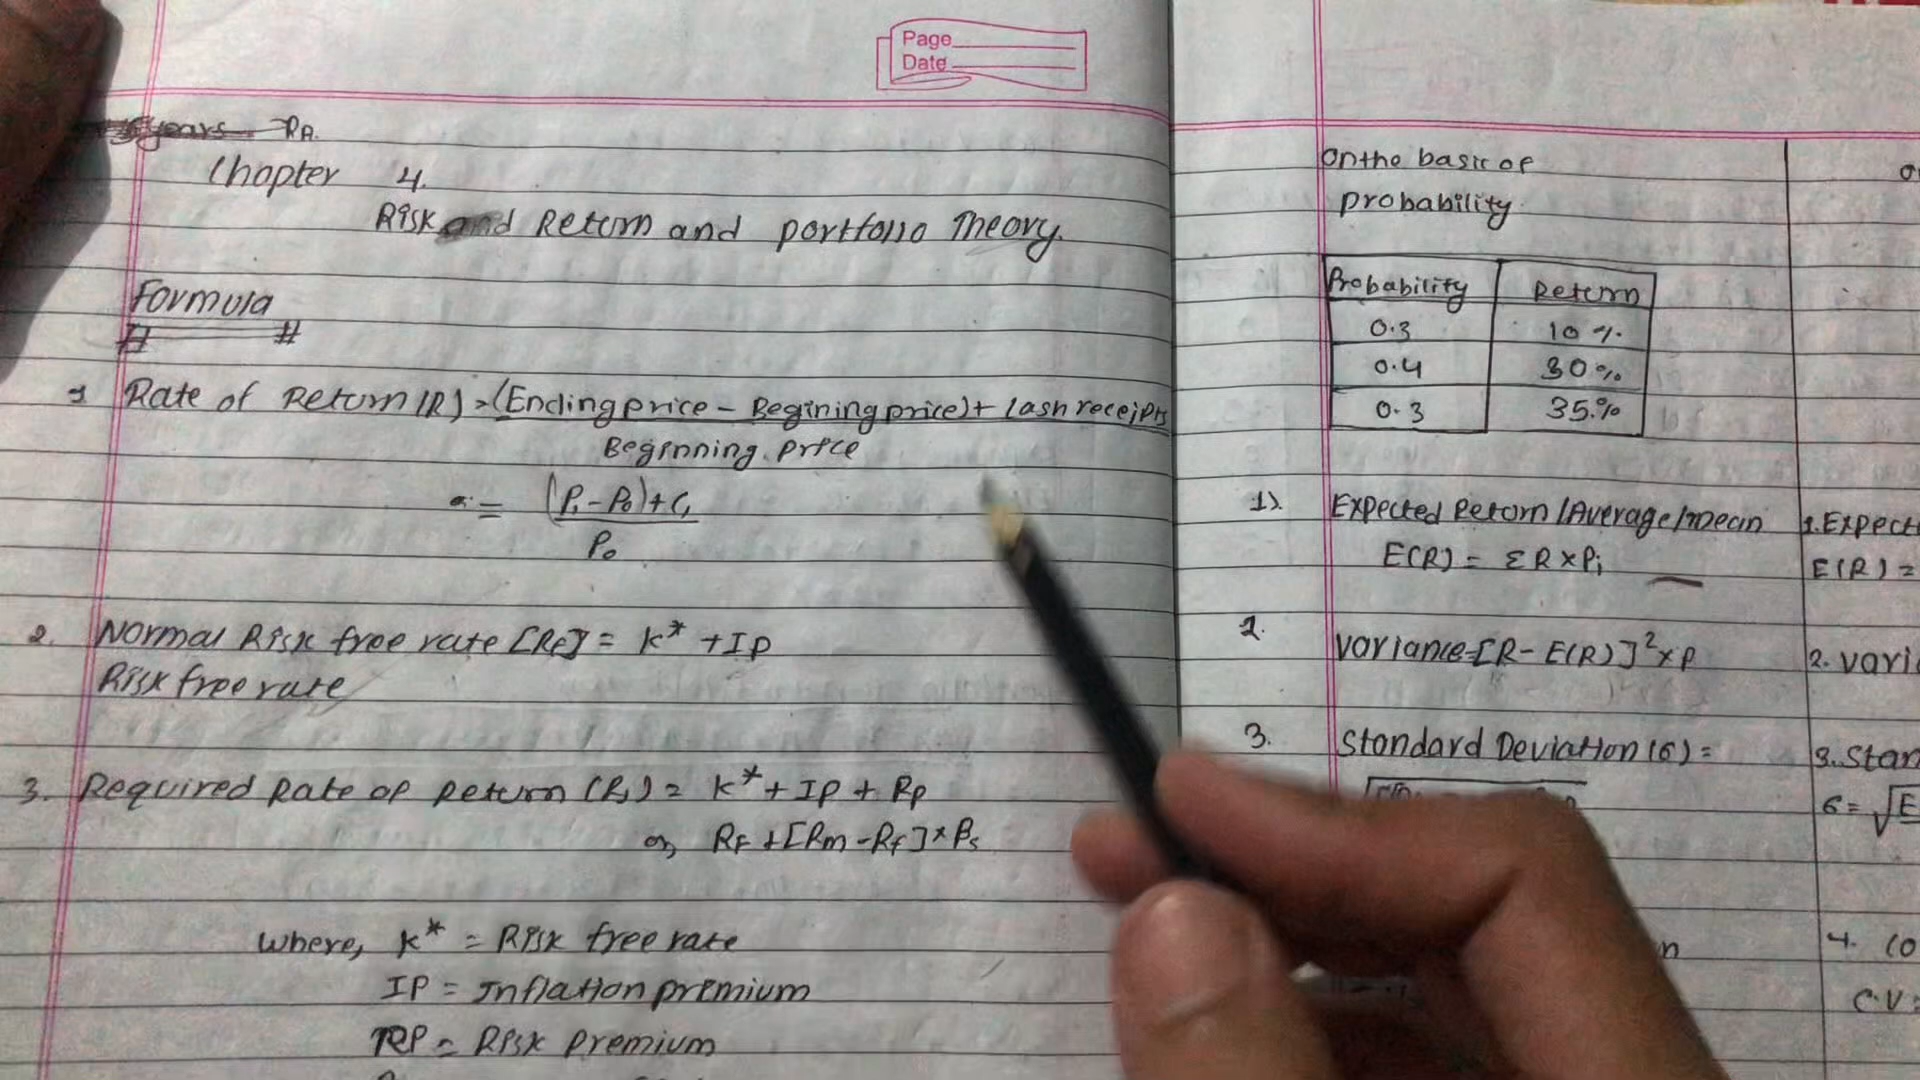 Page
Date
years PA.
Chapter 4.
Risk and Return and portfolio Theory.
Formula
1 Rate of Return (R) = (Ending price - Begining price) + Cash receipts
Beginning price
= (P₁ - P₀) + C₁
P₀
2. Normal Risk free rate [Rf] = K* + IP
Risk free rate
3. Required Rate of Return (Rs) = K* + IP + Rp
or, RF + [Rm - Rf] * βs
where, K* = Risk free rate
IP = Inflation premium
RP = Risk premium
On the basic of
probability
Probability Return
0.3 10%
0.4 30%
0.3 35%
1). Expected Return / Average / mean
E(R) = Σ R × Pi
2.
Variance = [R - E(R)]² × P
3. Standard Deviation (6) =
n
1. Expect
E(R) =
2. vari
3. Stan
6 = √E
4. Co
C.V =